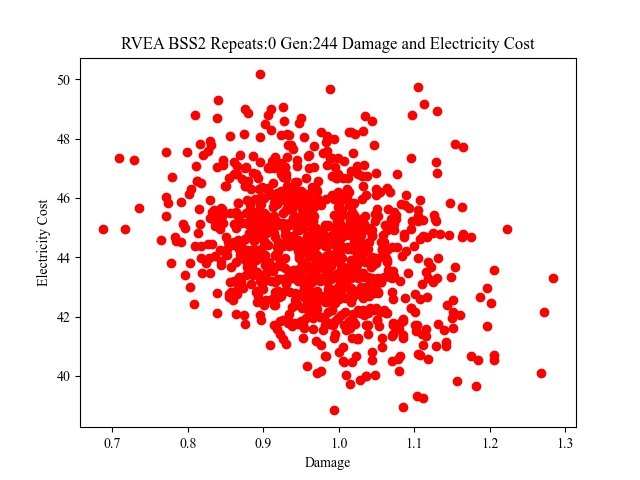 RVEA BSS2 Repeats:0 Gen:244 Damage and Electricity Cost
50
48
46
44
42
40
Electricity Cost
0.7 0.8 0.9 1.0 1.1 1.2 1.3
Damage